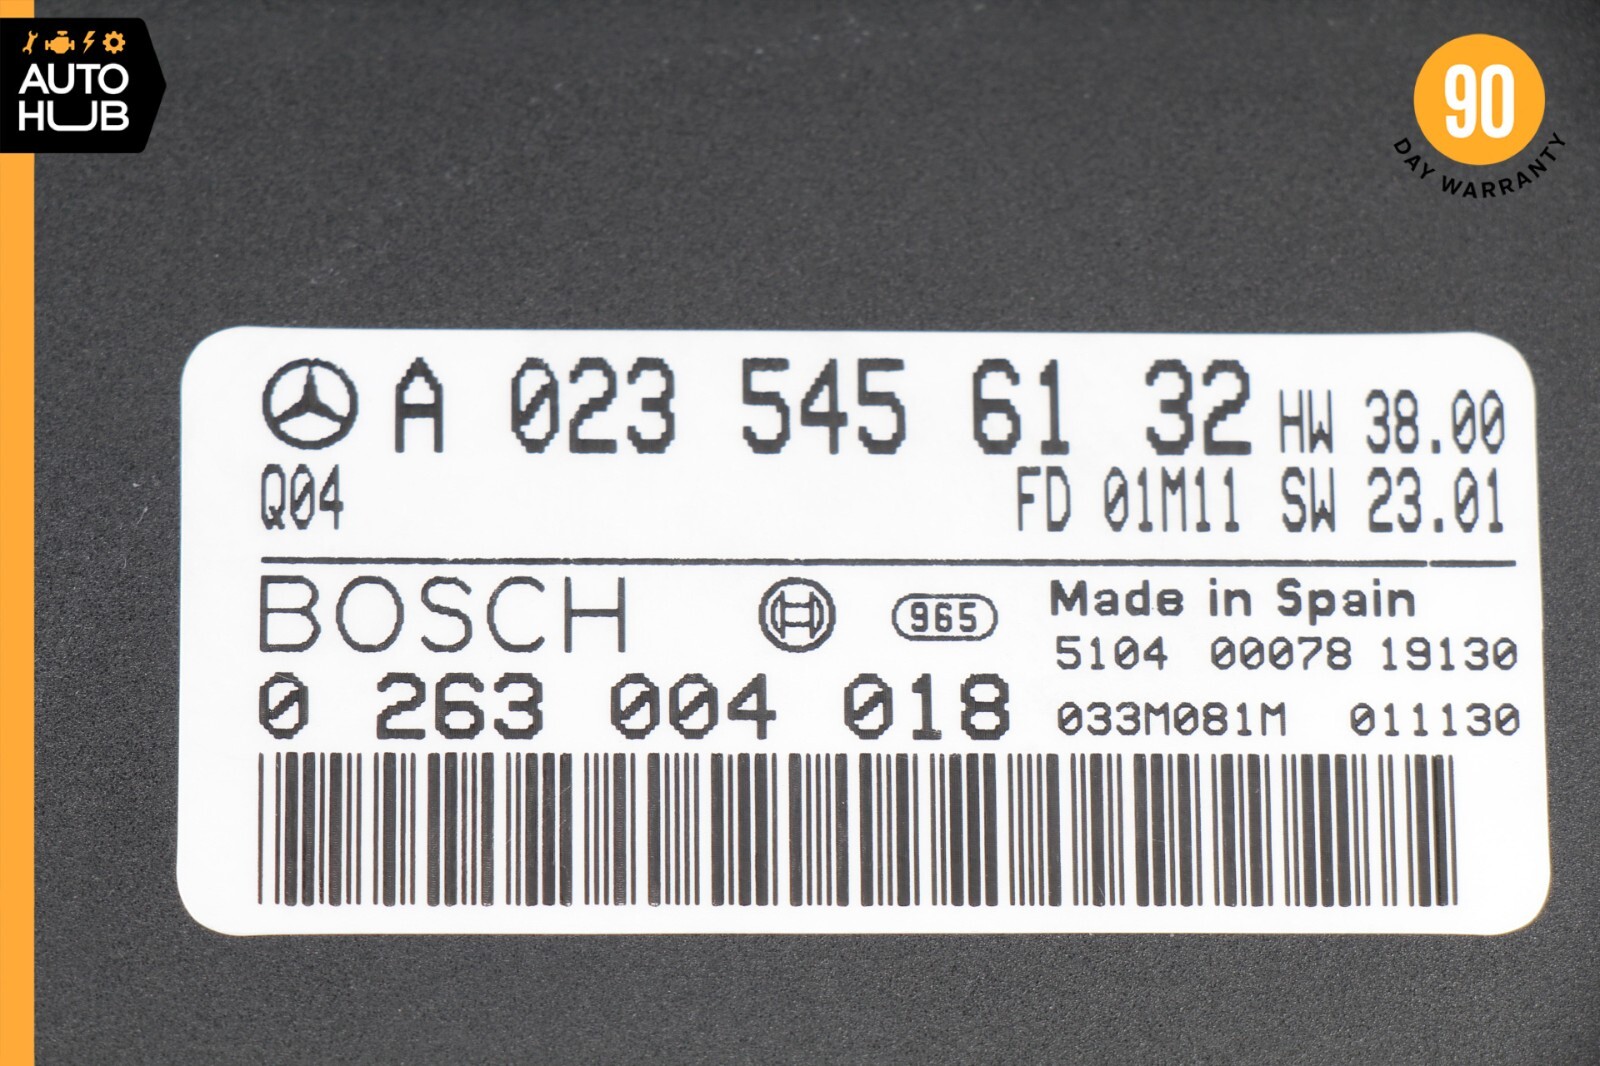 AUTO
HUB
90
DAY WARRANTY
A 023 545 61 32 HW 38.00
Q04 FD 01M11 SW 23.01
BOSCH 965 Made in Spain
5104 00078 19130
0 263 004 018 033M081M 011130